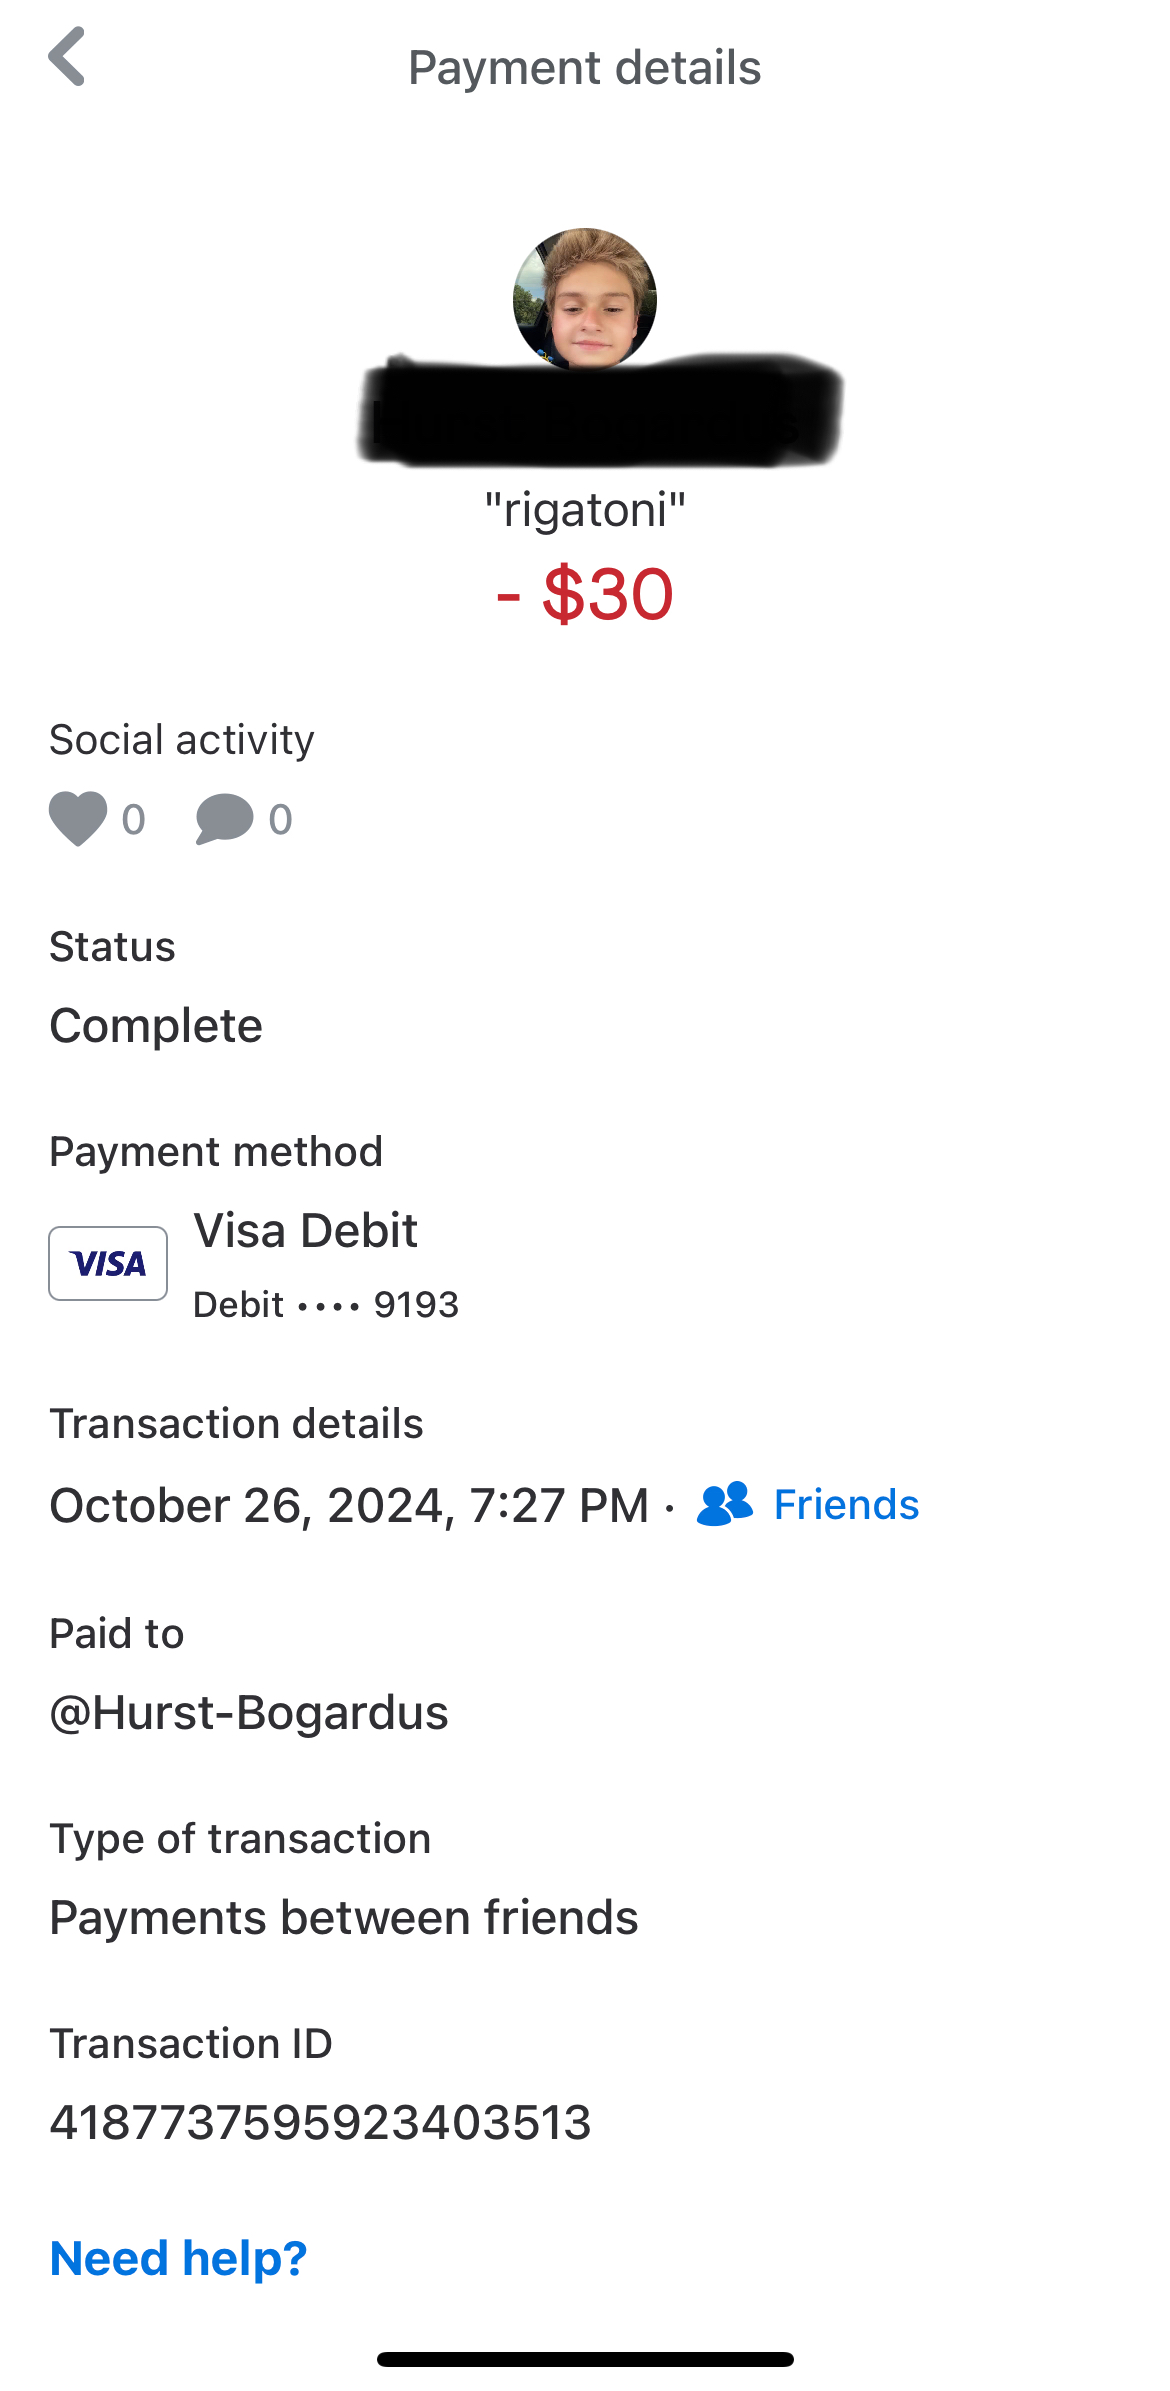 Payment details
"rigatoni"
- $30
Social activity
0 0
Status
Complete
Payment method
VISA
Visa Debit
Debit •••• 9193
Transaction details
October 26, 2024, 7:27 PM · Friends
Paid to
@Hurst-Bogardus
Type of transaction
Payments between friends
Transaction ID
4187737595923403513
Need help?